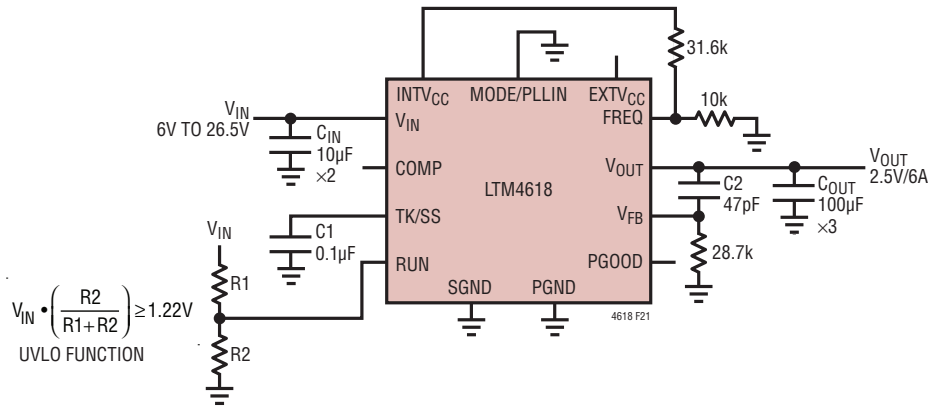 31.6k
INTVCC
MODE/PLLIN
EXTVCC
FREQ
10k
VIN
6V TO 26.5V
VIN
CIN
10µF
×2
COMP
VOUT
VOUT
2.5V/6A
LTM4618
C2
47pF
COUT
100µF
×3
TK/SS
VFB
C1
0.1µF
VIN
RUN
PGOOD
28.7k
R1
SGND
PGND
VIN • (R2 / R1+R2) ≥ 1.22V
4618 F21
UVLO FUNCTION
R2